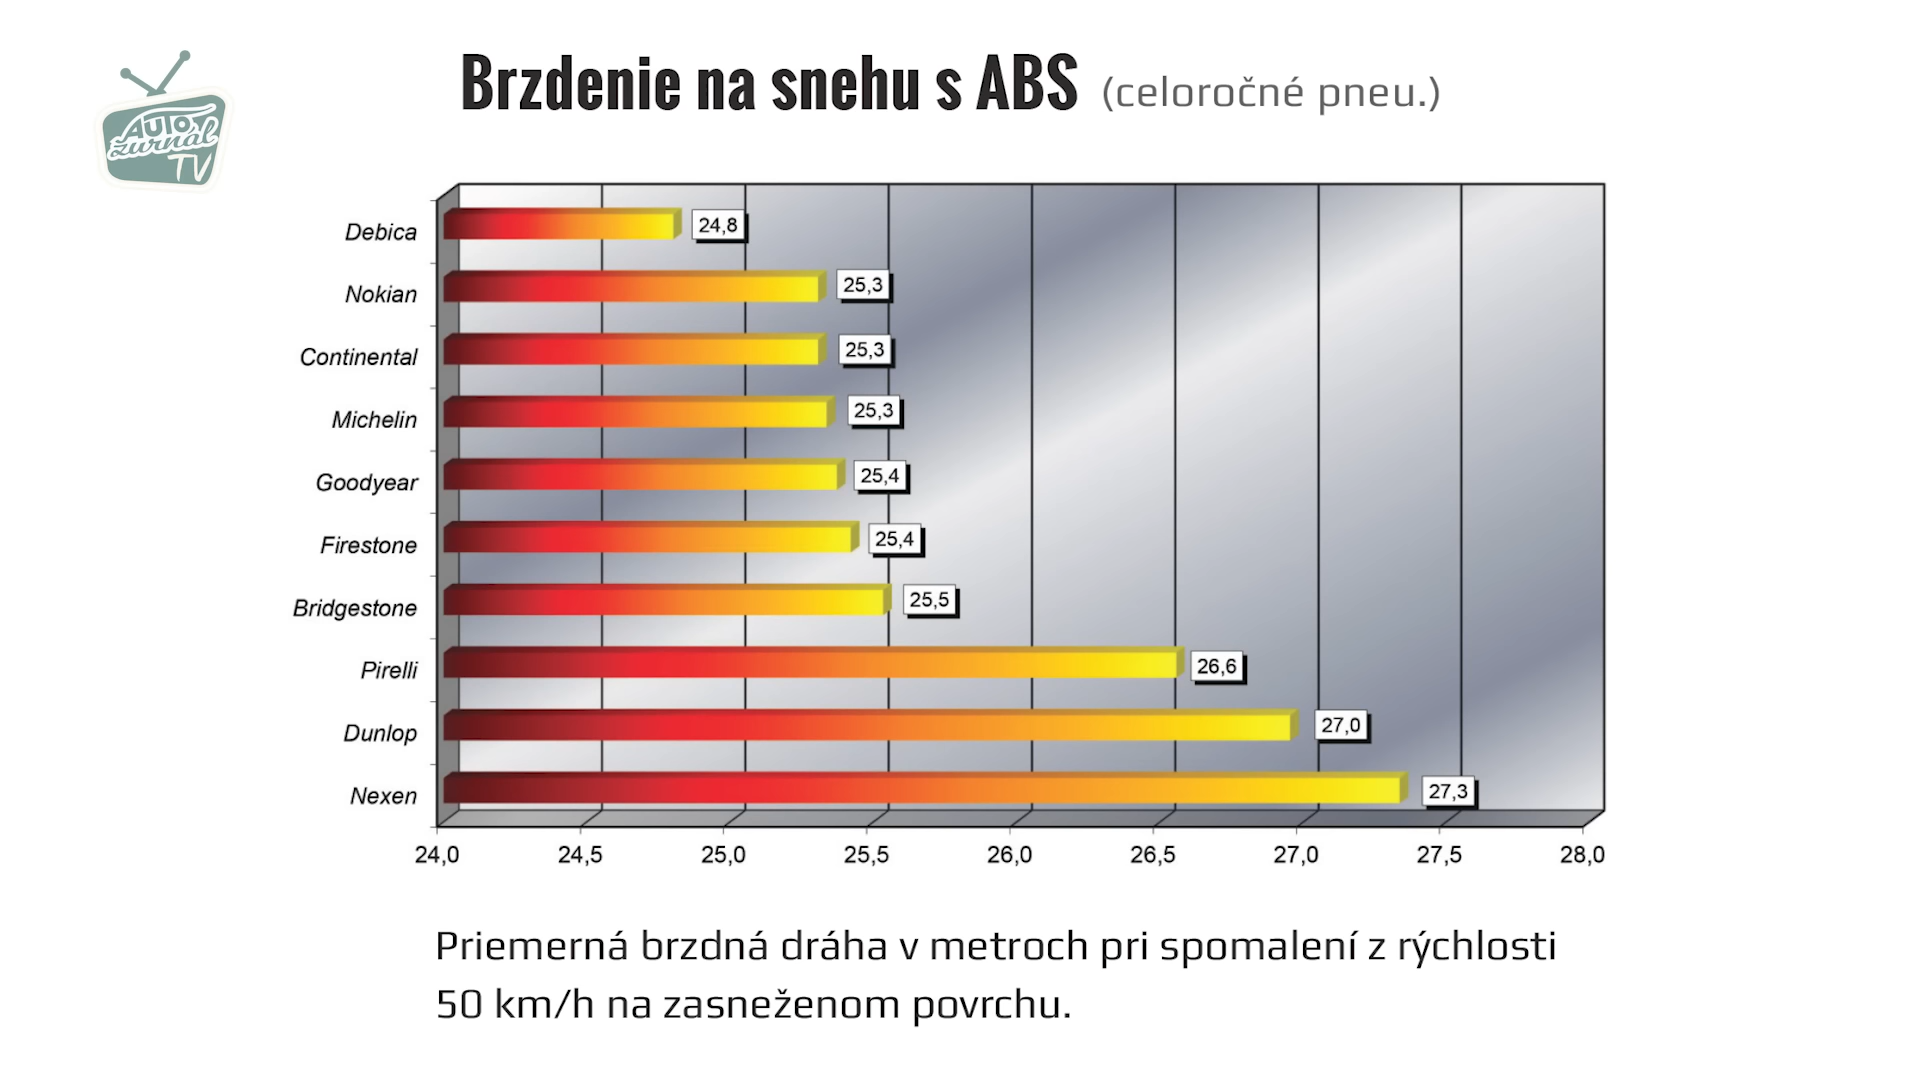 Brzdenie na snehu s ABS (celoročné pneu.)
AUTO
žurnál
TV
Debica 24,8
Nokian 25,3
Continental 25,3
Michelin 25,3
Goodyear 25,4
Firestone 25,4
Bridgestone 25,5
Pirelli 26,6
Dunlop 27,0
Nexen 27,3
24,0 24,5 25,0 25,5 26,0 26,5 27,0 27,5 28,0
Priemerná brzdná dráha v metroch pri spomalení z rýchlosti
50 km/h na zasneženom povrchu.